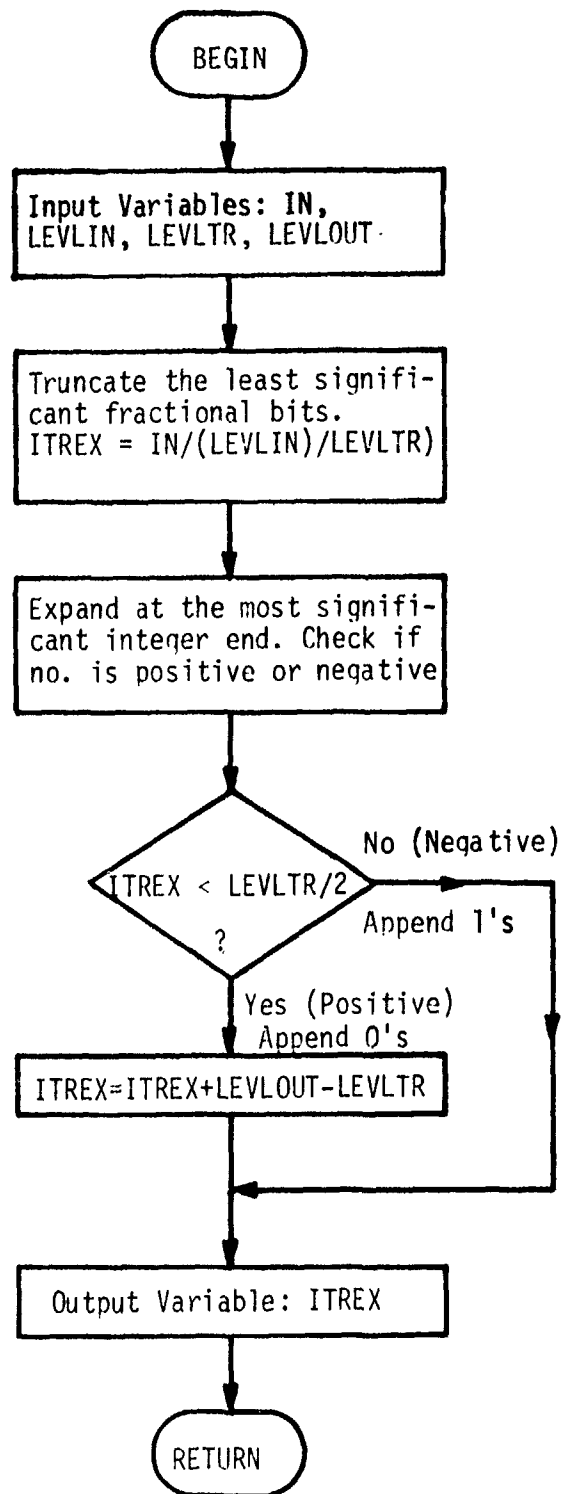 BEGIN
Input Variables: IN,
LEVLIN, LEVLTR, LEVLOUT
Truncate the least signifi-
cant fractional bits.
ITREX = IN/(LEVLIN)/LEVLTR)
Expand at the most signifi-
cant integer end. Check if
no. is positive or negative
ITREX < LEVLTR/2
?
No (Negative)
Append 1's
Yes (Positive)
Append 0's
ITREX=ITREX+LEVLOUT-LEVLTR
Output Variable: ITREX
RETURN